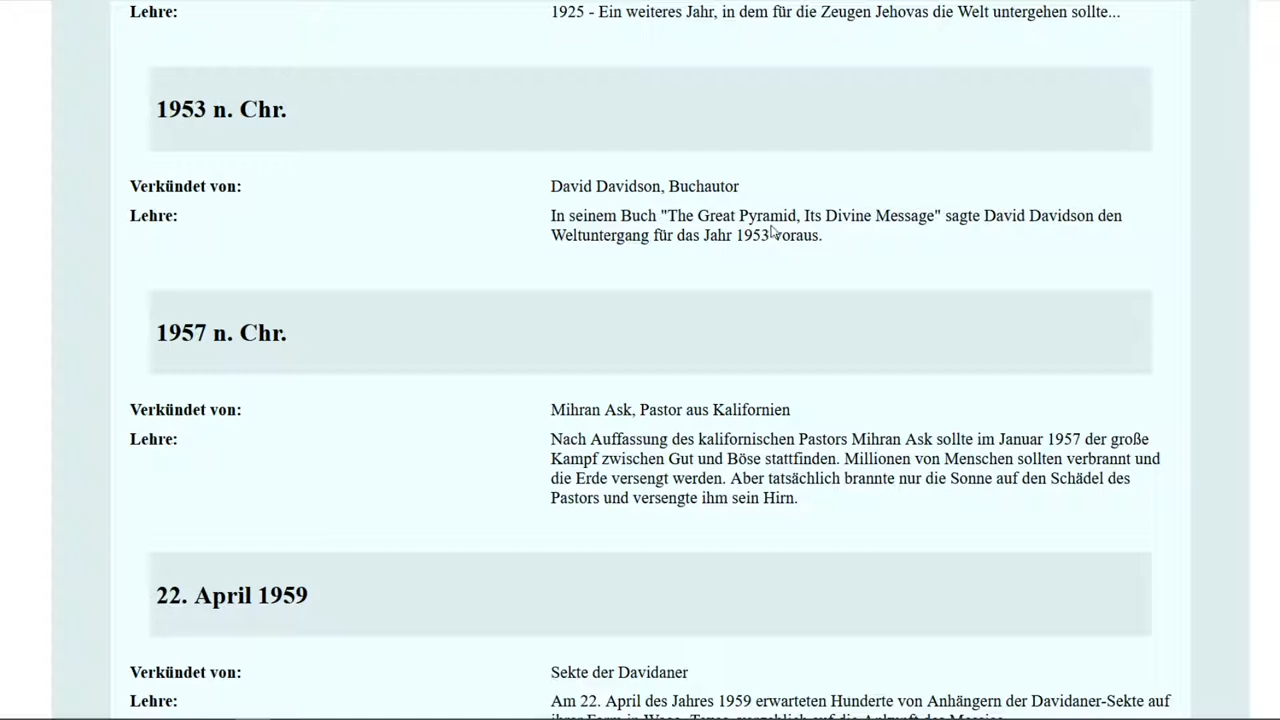 Lehre: 1925 - Ein weiteres Jahr, in dem für die Zeugen Jehovas die Welt untergehen sollte...
1953 n. Chr.
Verkündet von: David Davidson, Buchautor
Lehre: In seinem Buch "The Great Pyramid, Its Divine Message" sagte David Davidson den
Weltuntergang für das Jahr 1953 voraus.
1957 n. Chr.
Verkündet von: Mihran Ask, Pastor aus Kalifornien
Lehre: Nach Auffassung des kalifornischen Pastors Mihran Ask sollte im Januar 1957 der große
Kampf zwischen Gut und Böse stattfinden. Millionen von Menschen sollten verbrannt und
die Erde versengt werden. Aber tatsächlich brannte nur die Sonne auf den Schädel des
Pastors und versengte ihm sein Hirn.
22. April 1959
Verkündet von: Sekte der Davidaner
Lehre: Am 22. April des Jahres 1959 erwarteten Hunderte von Anhängern der Davidaner-Sekte auf